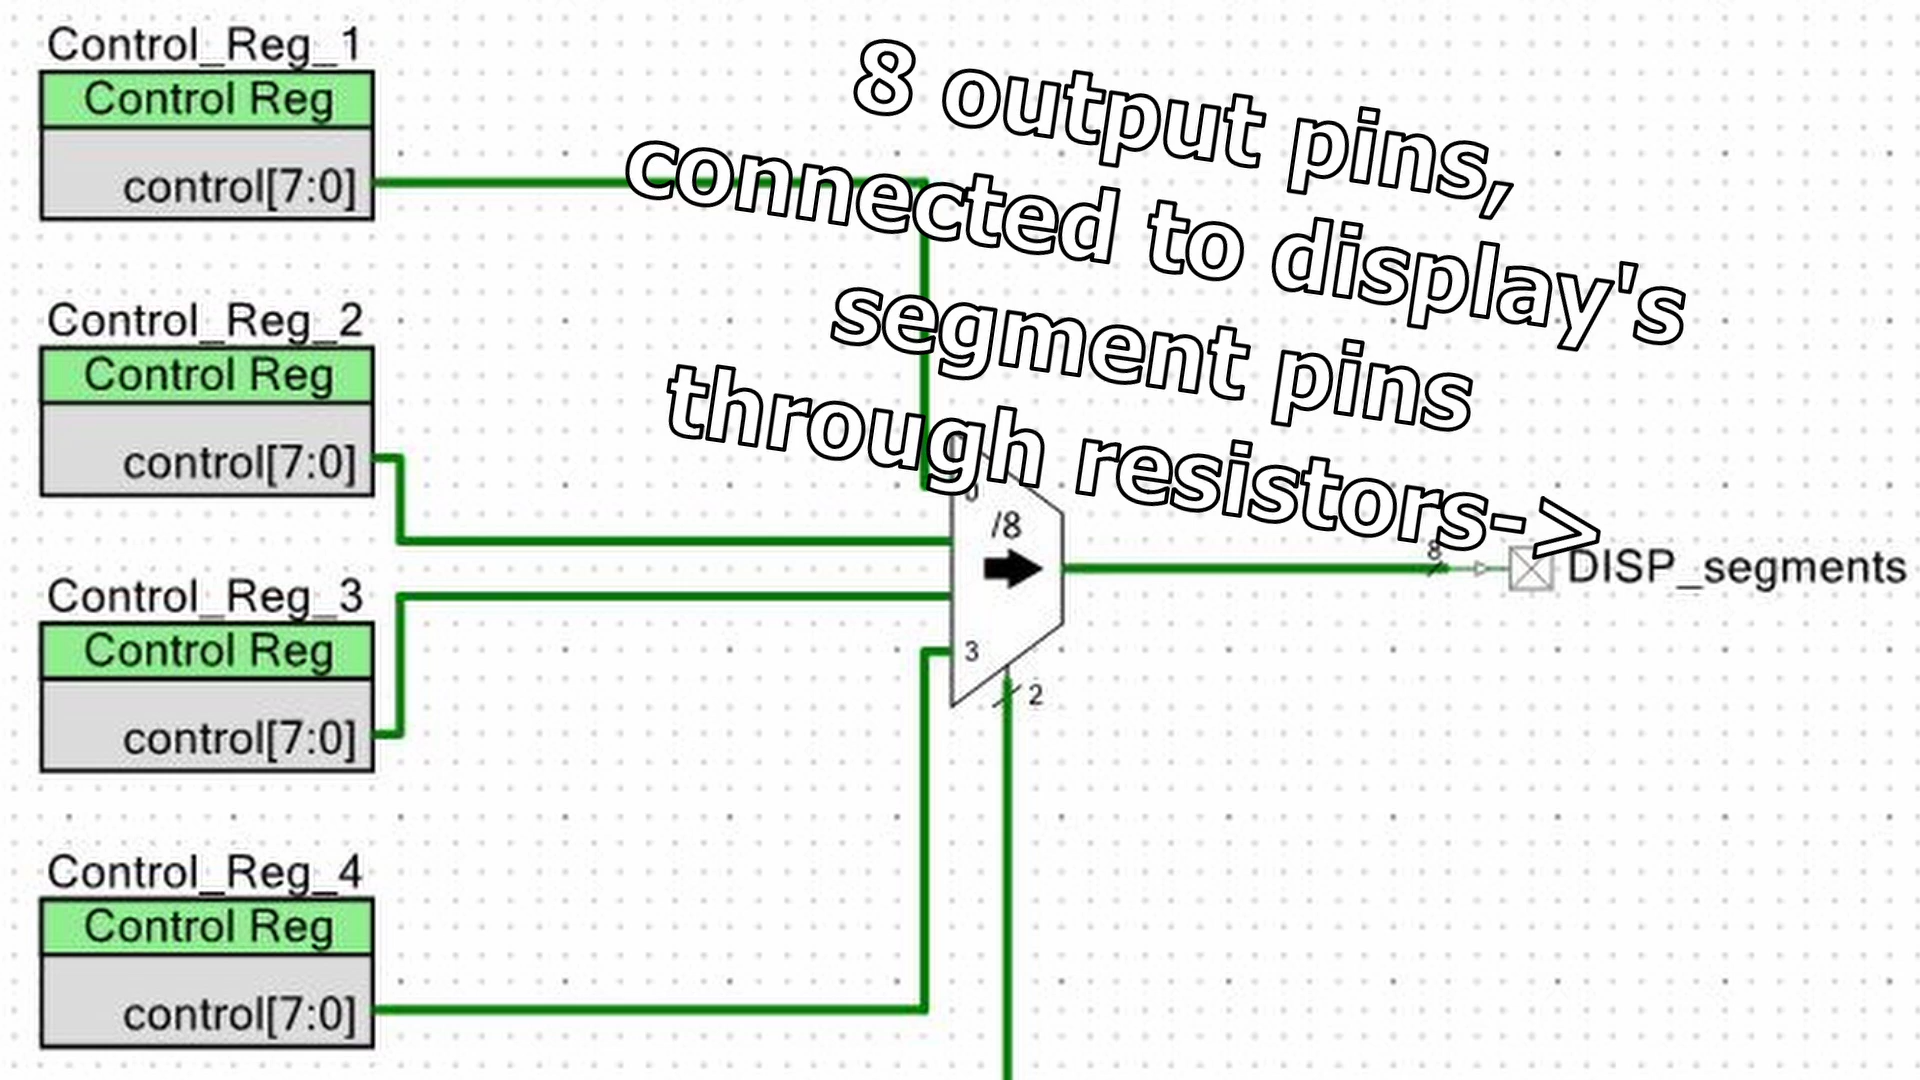 Control_Reg_1
Control Reg
control[7:0]
8 output pins,
connected to display's
segment pins
through resistors->
Control_Reg_2
Control Reg
control[7:0]
0
/8
8
DISP_segments
Control_Reg_3
Control Reg
control[7:0]
3
2
Control_Reg_4
Control Reg
control[7:0]